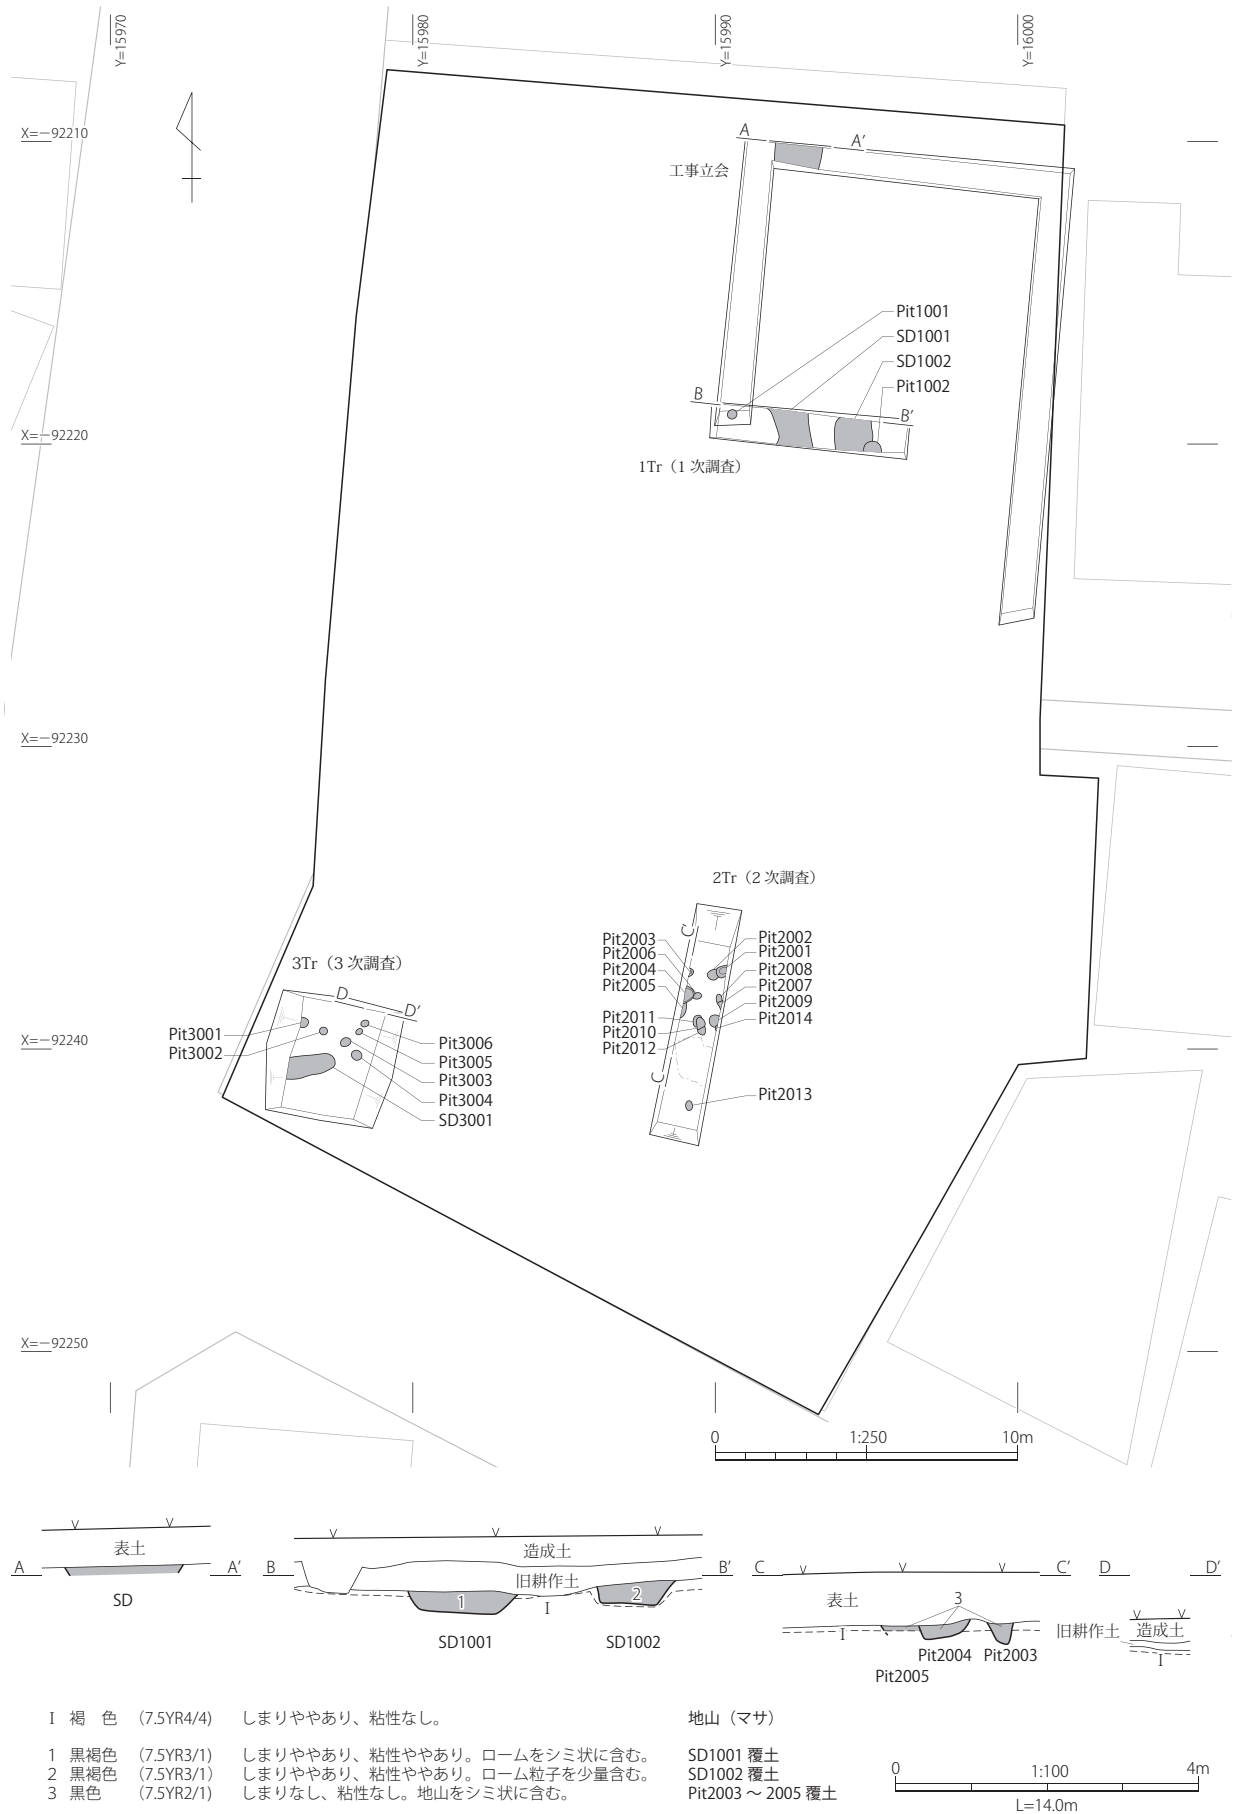 Y=15970
Y=15980
Y=15990
Y=16000
X=－92210
X=－92220
X=－92230
X=－92240
X=－92250
A
A′
工事立会
Pit1001
SD1001
SD1002
Pit1002
B
B′
1Tr（1 次調査）
2Tr（2 次調査）
C′
C
Pit2003
Pit2006
Pit2004
Pit2005
Pit2011
Pit2010
Pit2012
Pit2002
Pit2001
Pit2008
Pit2007
Pit2009
Pit2014
Pit2013
3Tr（3 次調査）
D
D′
Pit3001
Pit3002
Pit3006
Pit3005
Pit3003
Pit3004
SD3001
0 1:250 10m
A 表土 A′
SD
B 造成土 B′
旧耕作土
1 2
I
SD1001 SD1002
C C′
表土 3
I
Pit2004 Pit2003
Pit2005
D D′
旧耕作土 造成土
I
I 褐 色 （7.5YR4/4） しまりややあり、粘性なし。 地山（マサ）
1 黒褐色 （7.5YR3/1） しまりややあり、粘性ややあり。ロームをシミ状に含む。 SD1001 覆土
2 黒褐色 （7.5YR3/1） しまりややあり、粘性ややあり。ローム粒子を少量含む。 SD1002 覆土
3 黒色 （7.5YR2/1） しまりなし、粘性なし。地山をシミ状に含む。 Pit2003 ～ 2005 覆土
0 1:100 4m
L=14.0m